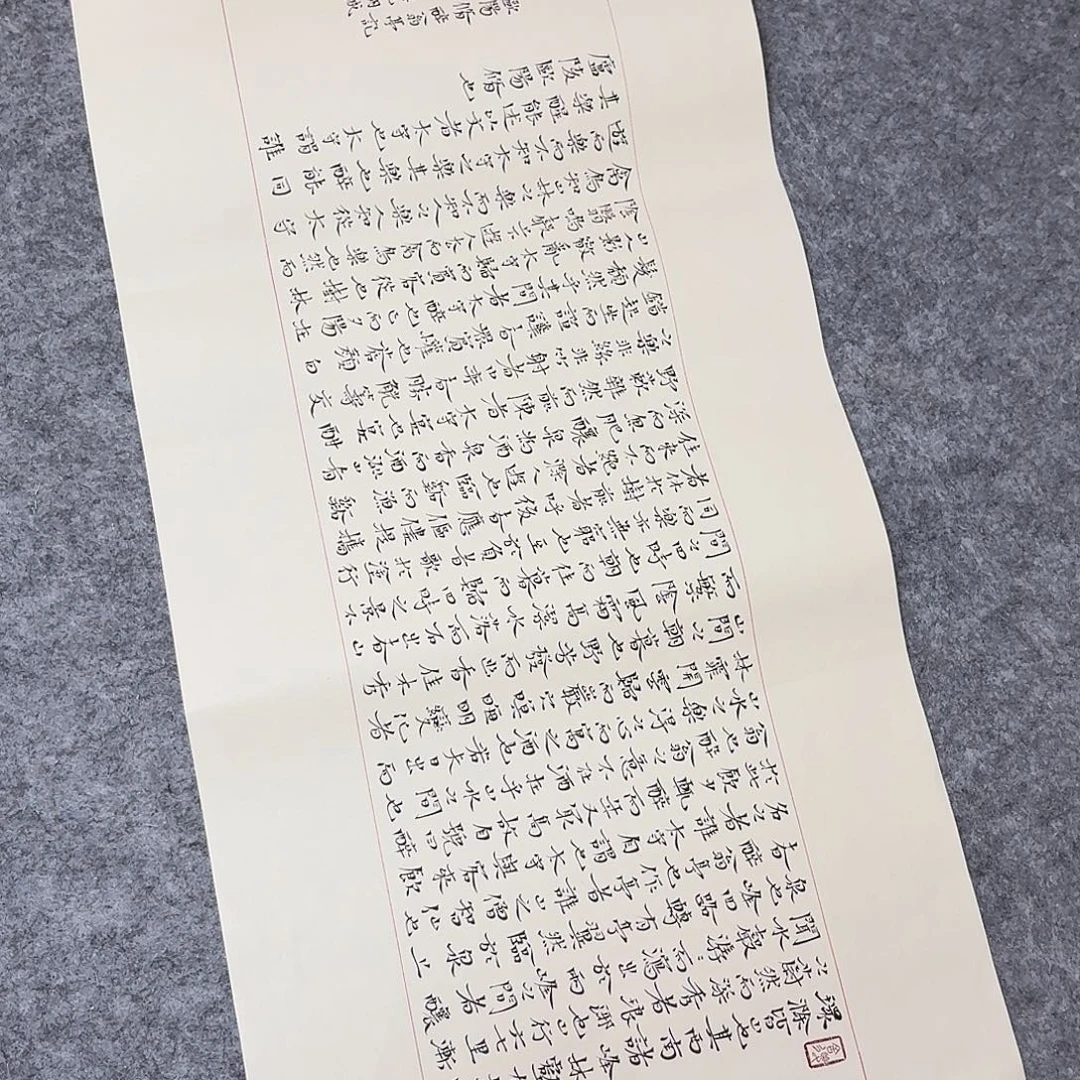 環滁皆山也其西南諸峰林壑
之蔚然而深秀者瑯琊也山行六七里漸
聞水聲潺潺而瀉出於兩峰之間者釀
泉也峰回路轉有亭翼然臨於泉上
者醉翁亭也作亭者誰山之僧智仙也
名之者誰太守自謂也太守與客來飲
於此飲少輒醉而年又最高故自號曰醉
翁也醉翁之意不在酒在乎山水之間也
山水之樂得之心而寓之酒也若夫日出而
林霏開雲歸而巖穴暝晦明變化者
山間之朝暮也野芳發而幽香佳木秀
而繁陰風霜高潔水落而石出者山
間之四時也朝而往暮而歸四時之景不
同而樂亦無窮也至於負者歌於塗行
者休於樹前者呼後者應傴僂提攜
往來而不絕者滁人遊也臨谿而漁谿
深而魚肥釀泉為酒泉香而酒洌山肴
野蔌雜然而前陳者太守宴也宴酣
之樂非絲非竹射者中弈者勝觥籌交
錯起坐而諠譁者眾賓懽也蒼顏白
髮頹然乎其間者太守醉也已而夕陽在
山人影散亂太守歸而賓客從也樹林
陰翳鳴聲上下遊人去而禽鳥樂也然而
禽鳥知山林之樂而不知人之樂人知從太守
遊而樂而不知太守之樂其樂也醉能同
其樂醒能述以文者太守也太守謂誰
廬陵歐陽脩也
歐陽脩醉翁亭記